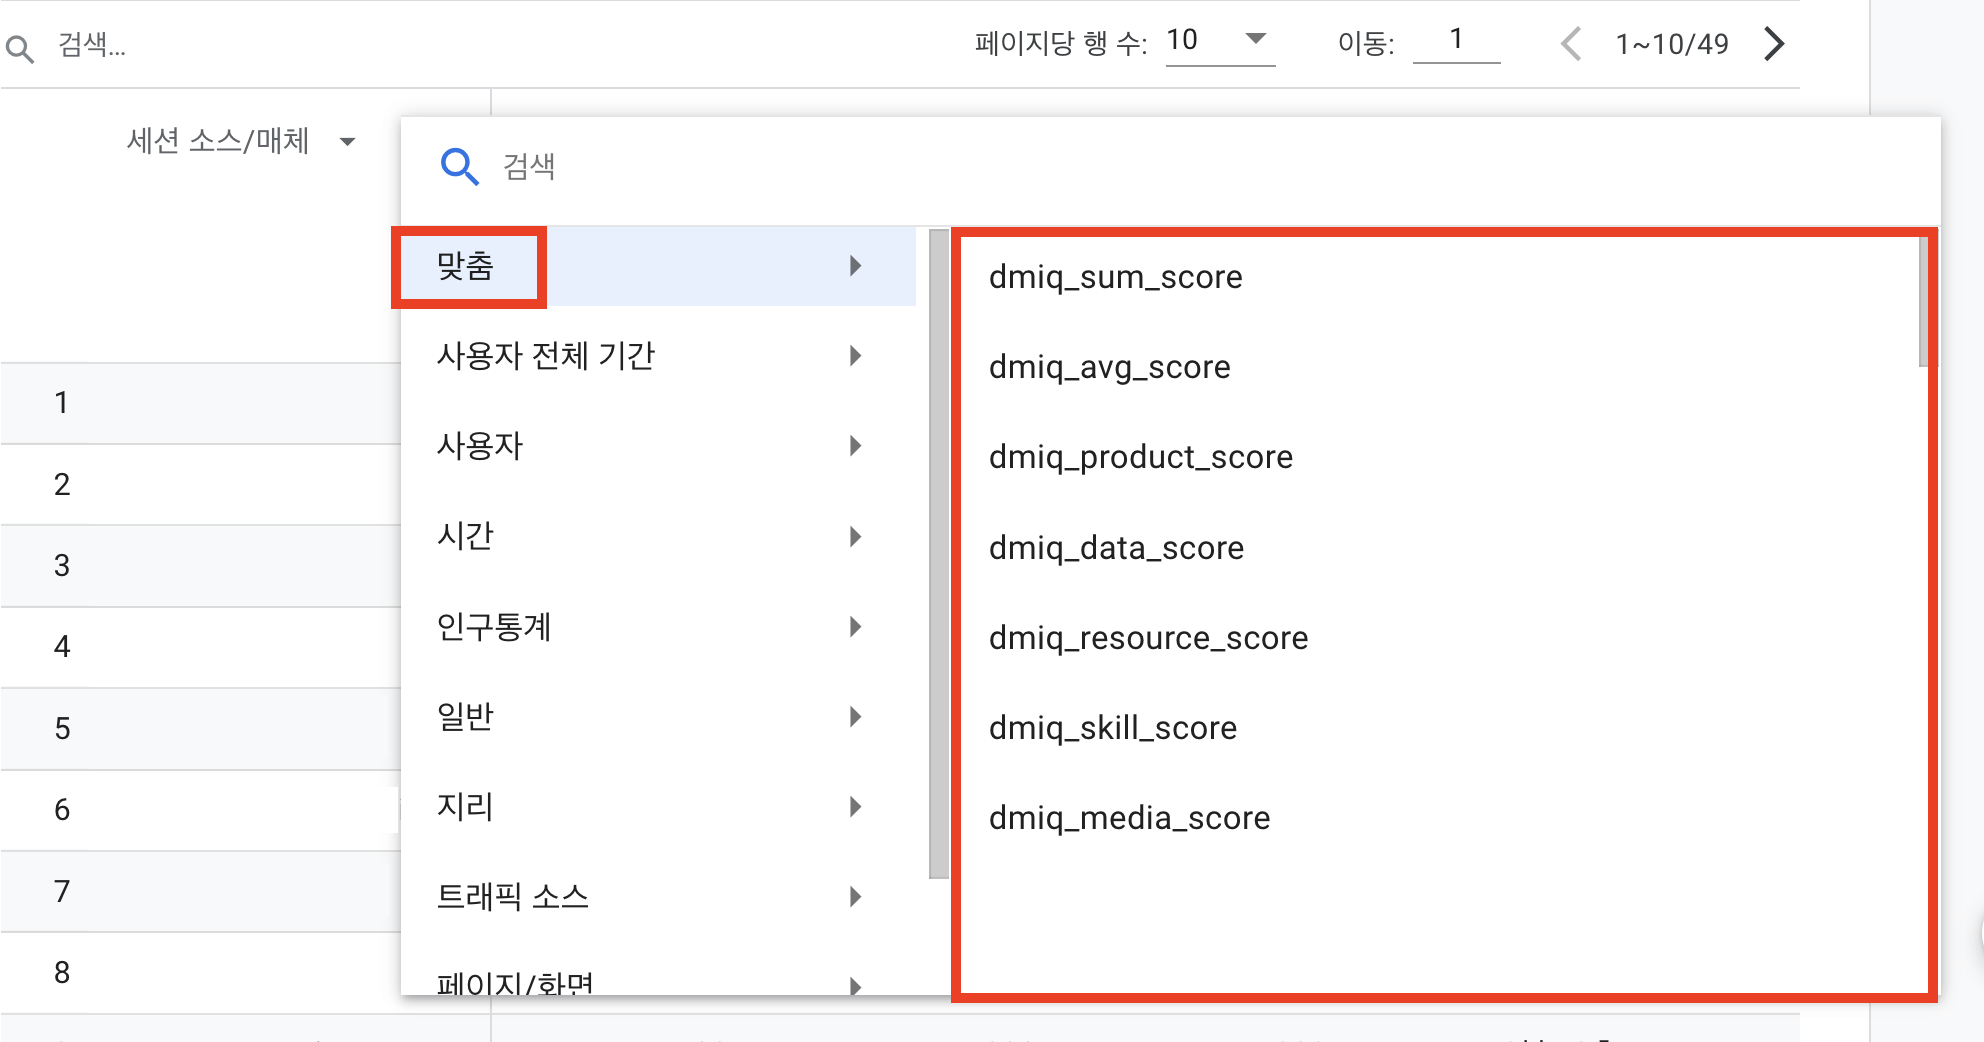 검색...
페이지당 행 수: 10
이동: 1
1~10/49
세션 소스/매체
검색
맞춤
사용자 전체 기간
사용자
시간
인구통계
일반
지리
트래픽 소스
페이지/화면
dmiq_sum_score
dmiq_avg_score
dmiq_product_score
dmiq_data_score
dmiq_resource_score
dmiq_skill_score
dmiq_media_score
1
2
3
4
5
6
7
8